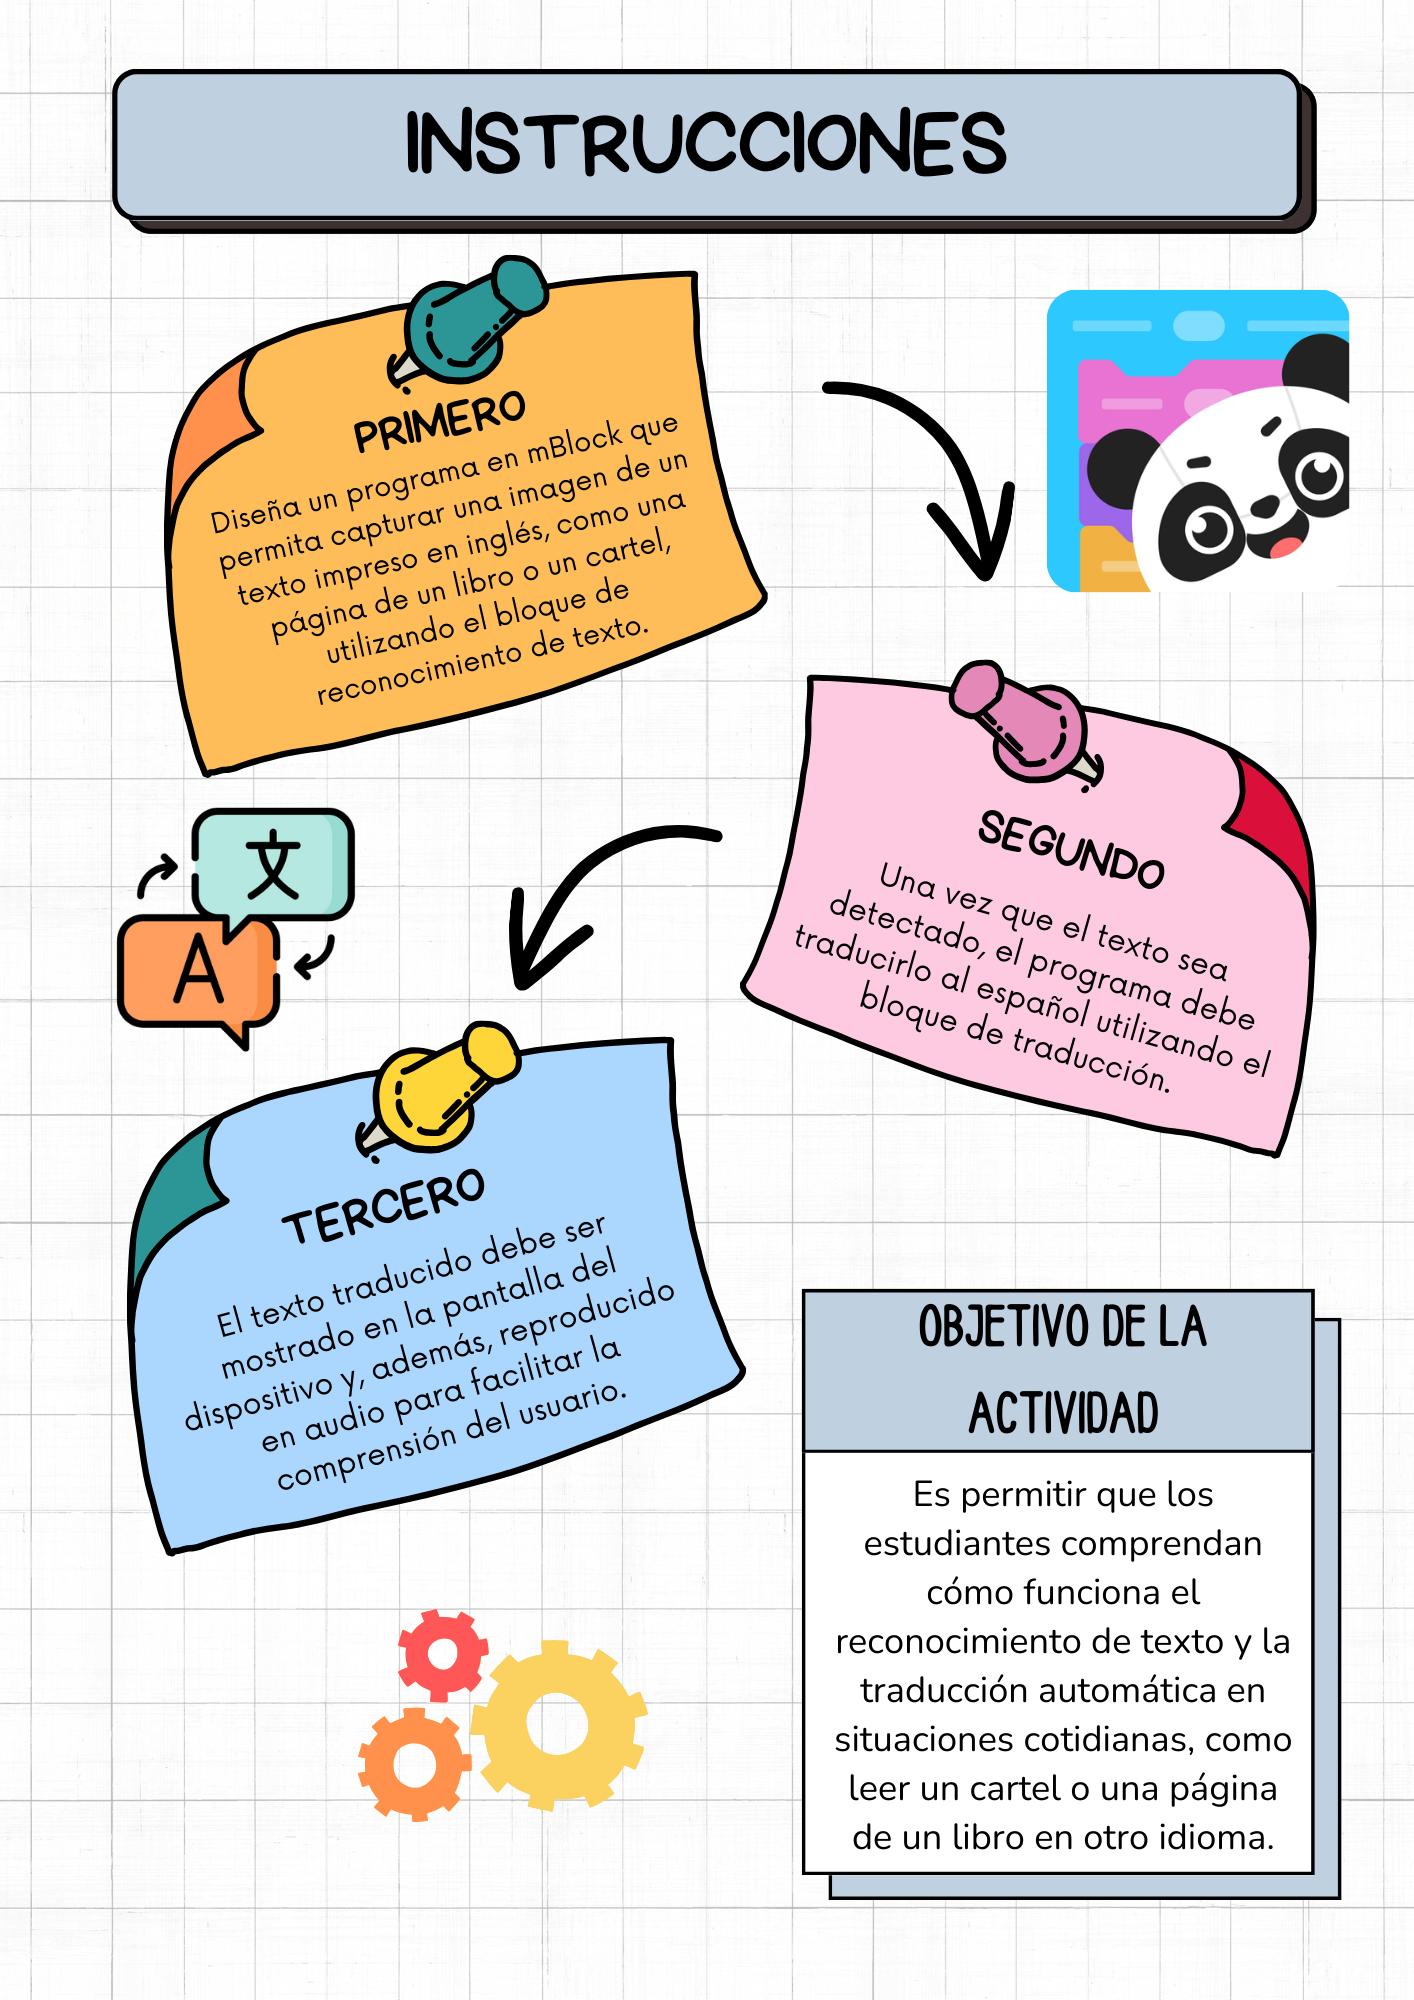 INSTRUCCIONES
PRIMERO
Diseña un programa en mBlock que
permita capturar una imagen de un
texto impreso en inglés, como una
página de un libro o un cartel,
utilizando el bloque de
reconocimiento de texto.
SEGUNDO
Una vez que el texto sea
detectado, el programa debe
traducirlo al español utilizando el
bloque de traducción.
文
A
TERCERO
El texto traducido debe ser
mostrado en la pantalla del
dispositivo y, además, reproducido
en audio para facilitar la
comprensión del usuario.
OBJETIVO DE LA
ACTIVIDAD
Es permitir que los
estudiantes comprendan
cómo funciona el
reconocimiento de texto y la
traducción automática en
situaciones cotidianas, como
leer un cartel o una página
de un libro en otro idioma.